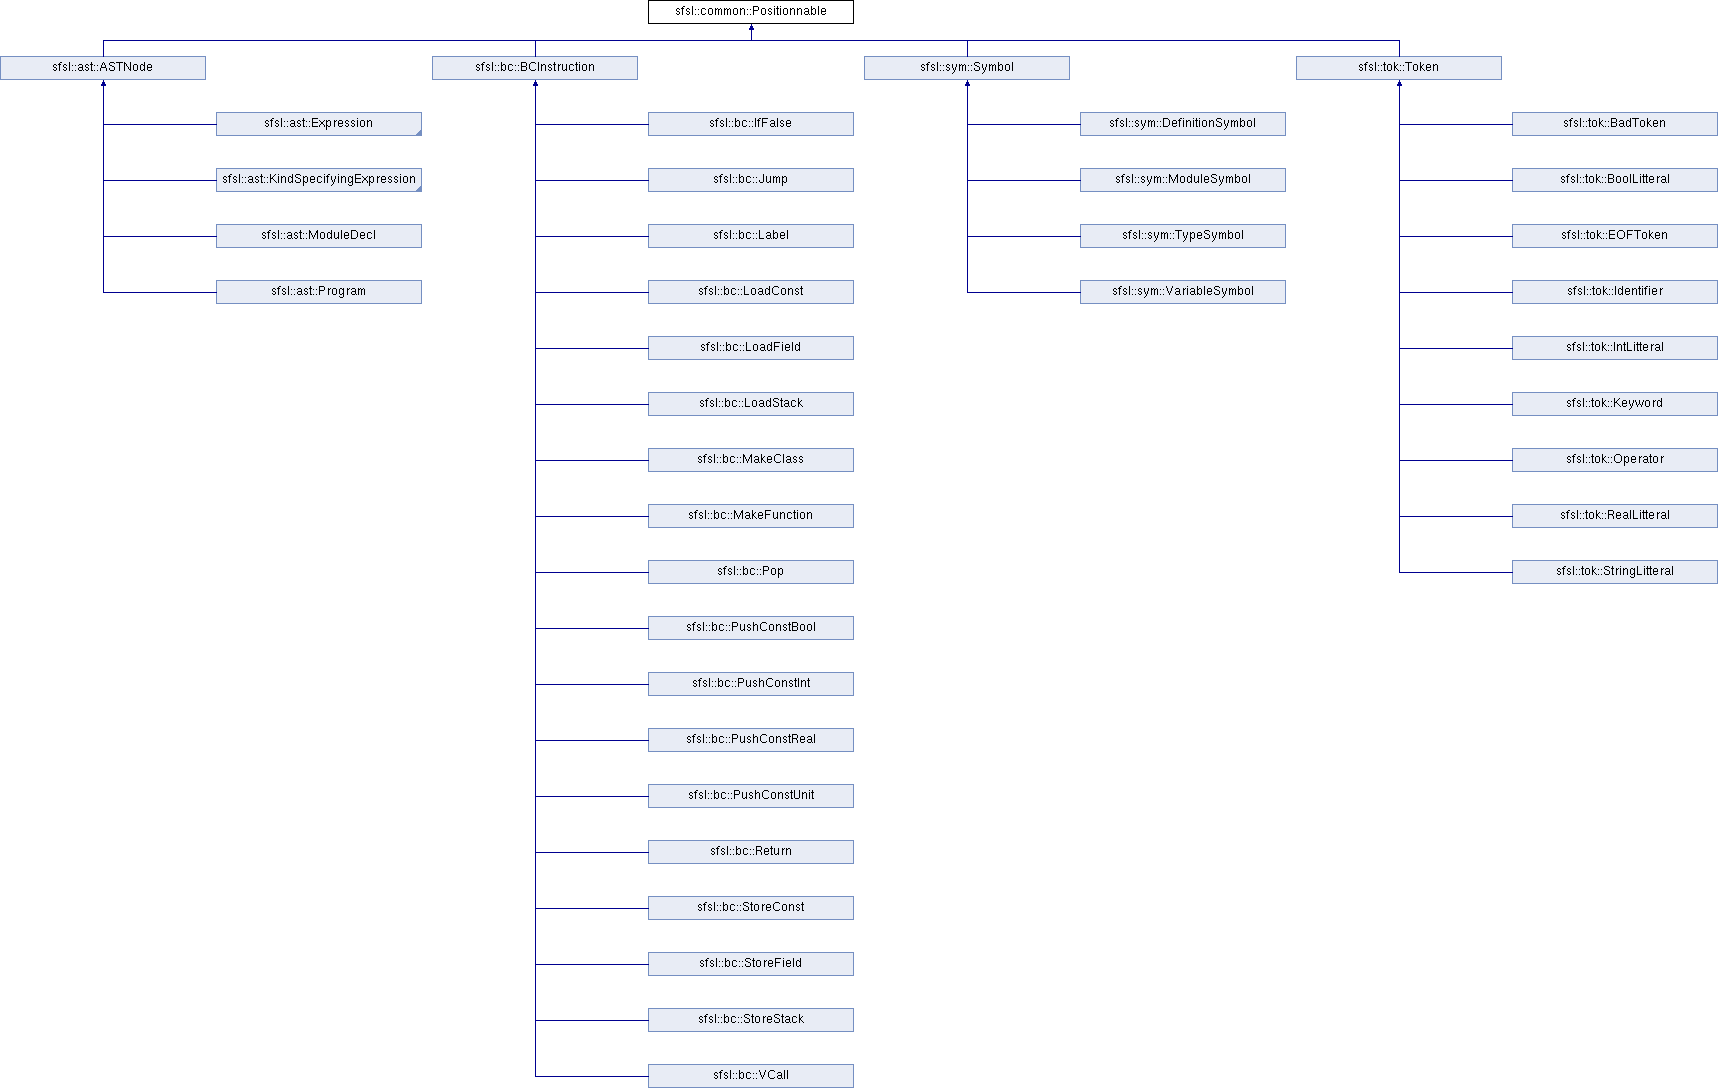 sfsl::common::Positionnable
sfsl::ast::ASTNode
sfsl::bc::BCInstruction
sfsl::sym::Symbol
sfsl::tok::Token
sfsl::ast::Expression
sfsl::bc::IfFalse
sfsl::sym::DefinitionSymbol
sfsl::tok::BadToken
sfsl::ast::KindSpecifyingExpression
sfsl::bc::Jump
sfsl::sym::ModuleSymbol
sfsl::tok::BoolLitteral
sfsl::ast::ModuleDecl
sfsl::bc::Label
sfsl::sym::TypeSymbol
sfsl::tok::EOFToken
sfsl::ast::Program
sfsl::bc::LoadConst
sfsl::sym::VariableSymbol
sfsl::tok::Identifier
sfsl::bc::LoadField
sfsl::tok::IntLitteral
sfsl::bc::LoadStack
sfsl::tok::Keyword
sfsl::bc::MakeClass
sfsl::tok::Operator
sfsl::bc::MakeFunction
sfsl::tok::RealLitteral
sfsl::bc::Pop
sfsl::tok::StringLitteral
sfsl::bc::PushConstBool
sfsl::bc::PushConstInt
sfsl::bc::PushConstReal
sfsl::bc::PushConstUnit
sfsl::bc::Return
sfsl::bc::StoreConst
sfsl::bc::StoreField
sfsl::bc::StoreStack
sfsl::bc::VCall